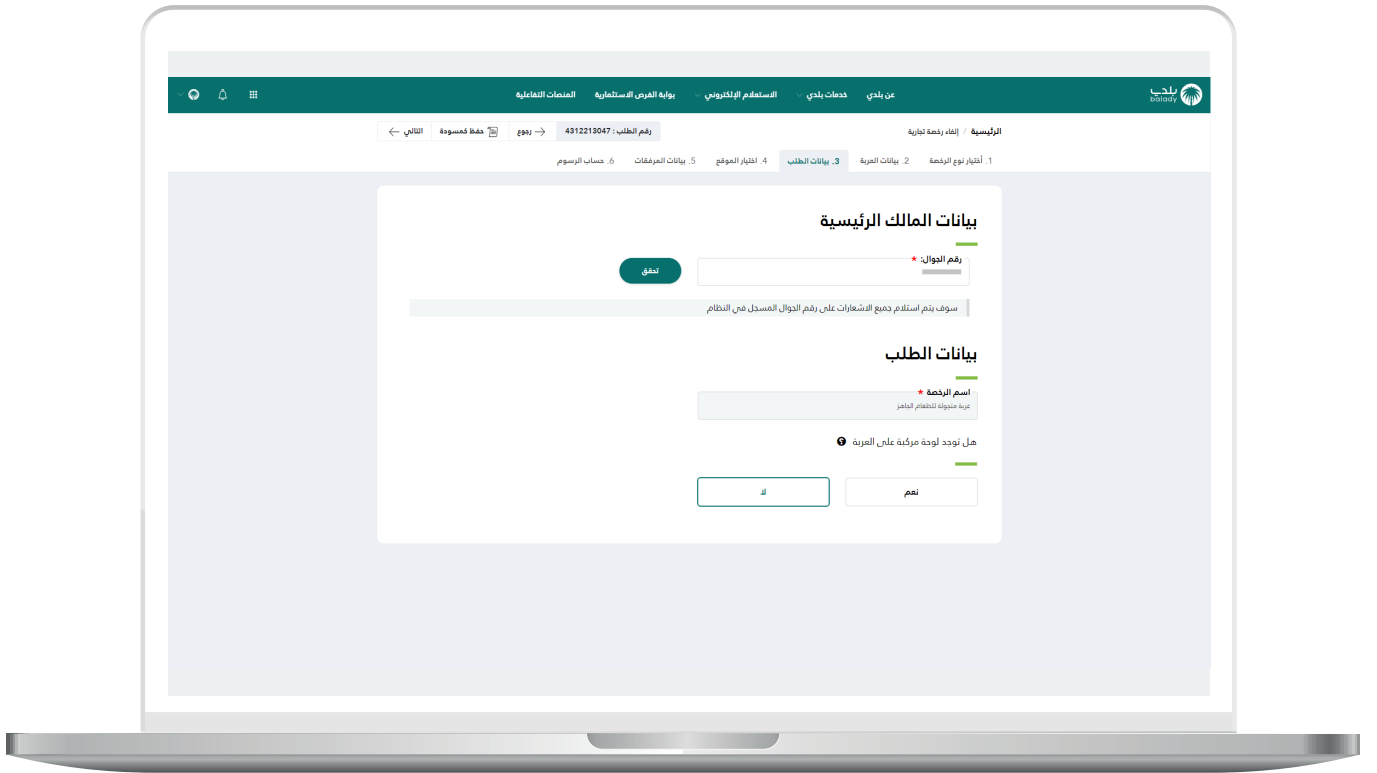 بلدي
balady
عن بلدي خدمات بلدي الاستعلام الإلكتروني بوابة الفرص الاستثمارية المنصات التفاعلية
الرئيسية / إلغاء رخصة تجارية
رقم الطلب : 4312213047 رجوع حفظ كمسودة التالي
1. أختيار نوع الرخصة 2. بيانات العربة 3. بيانات الطلب 4. اختيار الموقع 5. بيانات المرفقات 6. حساب الرسوم
بيانات المالك الرئيسية
رقم الجوال: *
تحقق
سوف يتم استلام جميع الاشعارات على رقم الجوال المسجل في النظام
بيانات الطلب
اسم الرخصة *
عربة متجولة للطعام الجاهز
هل توجد لوحة مركبة على العربة ؟
نعم
لا